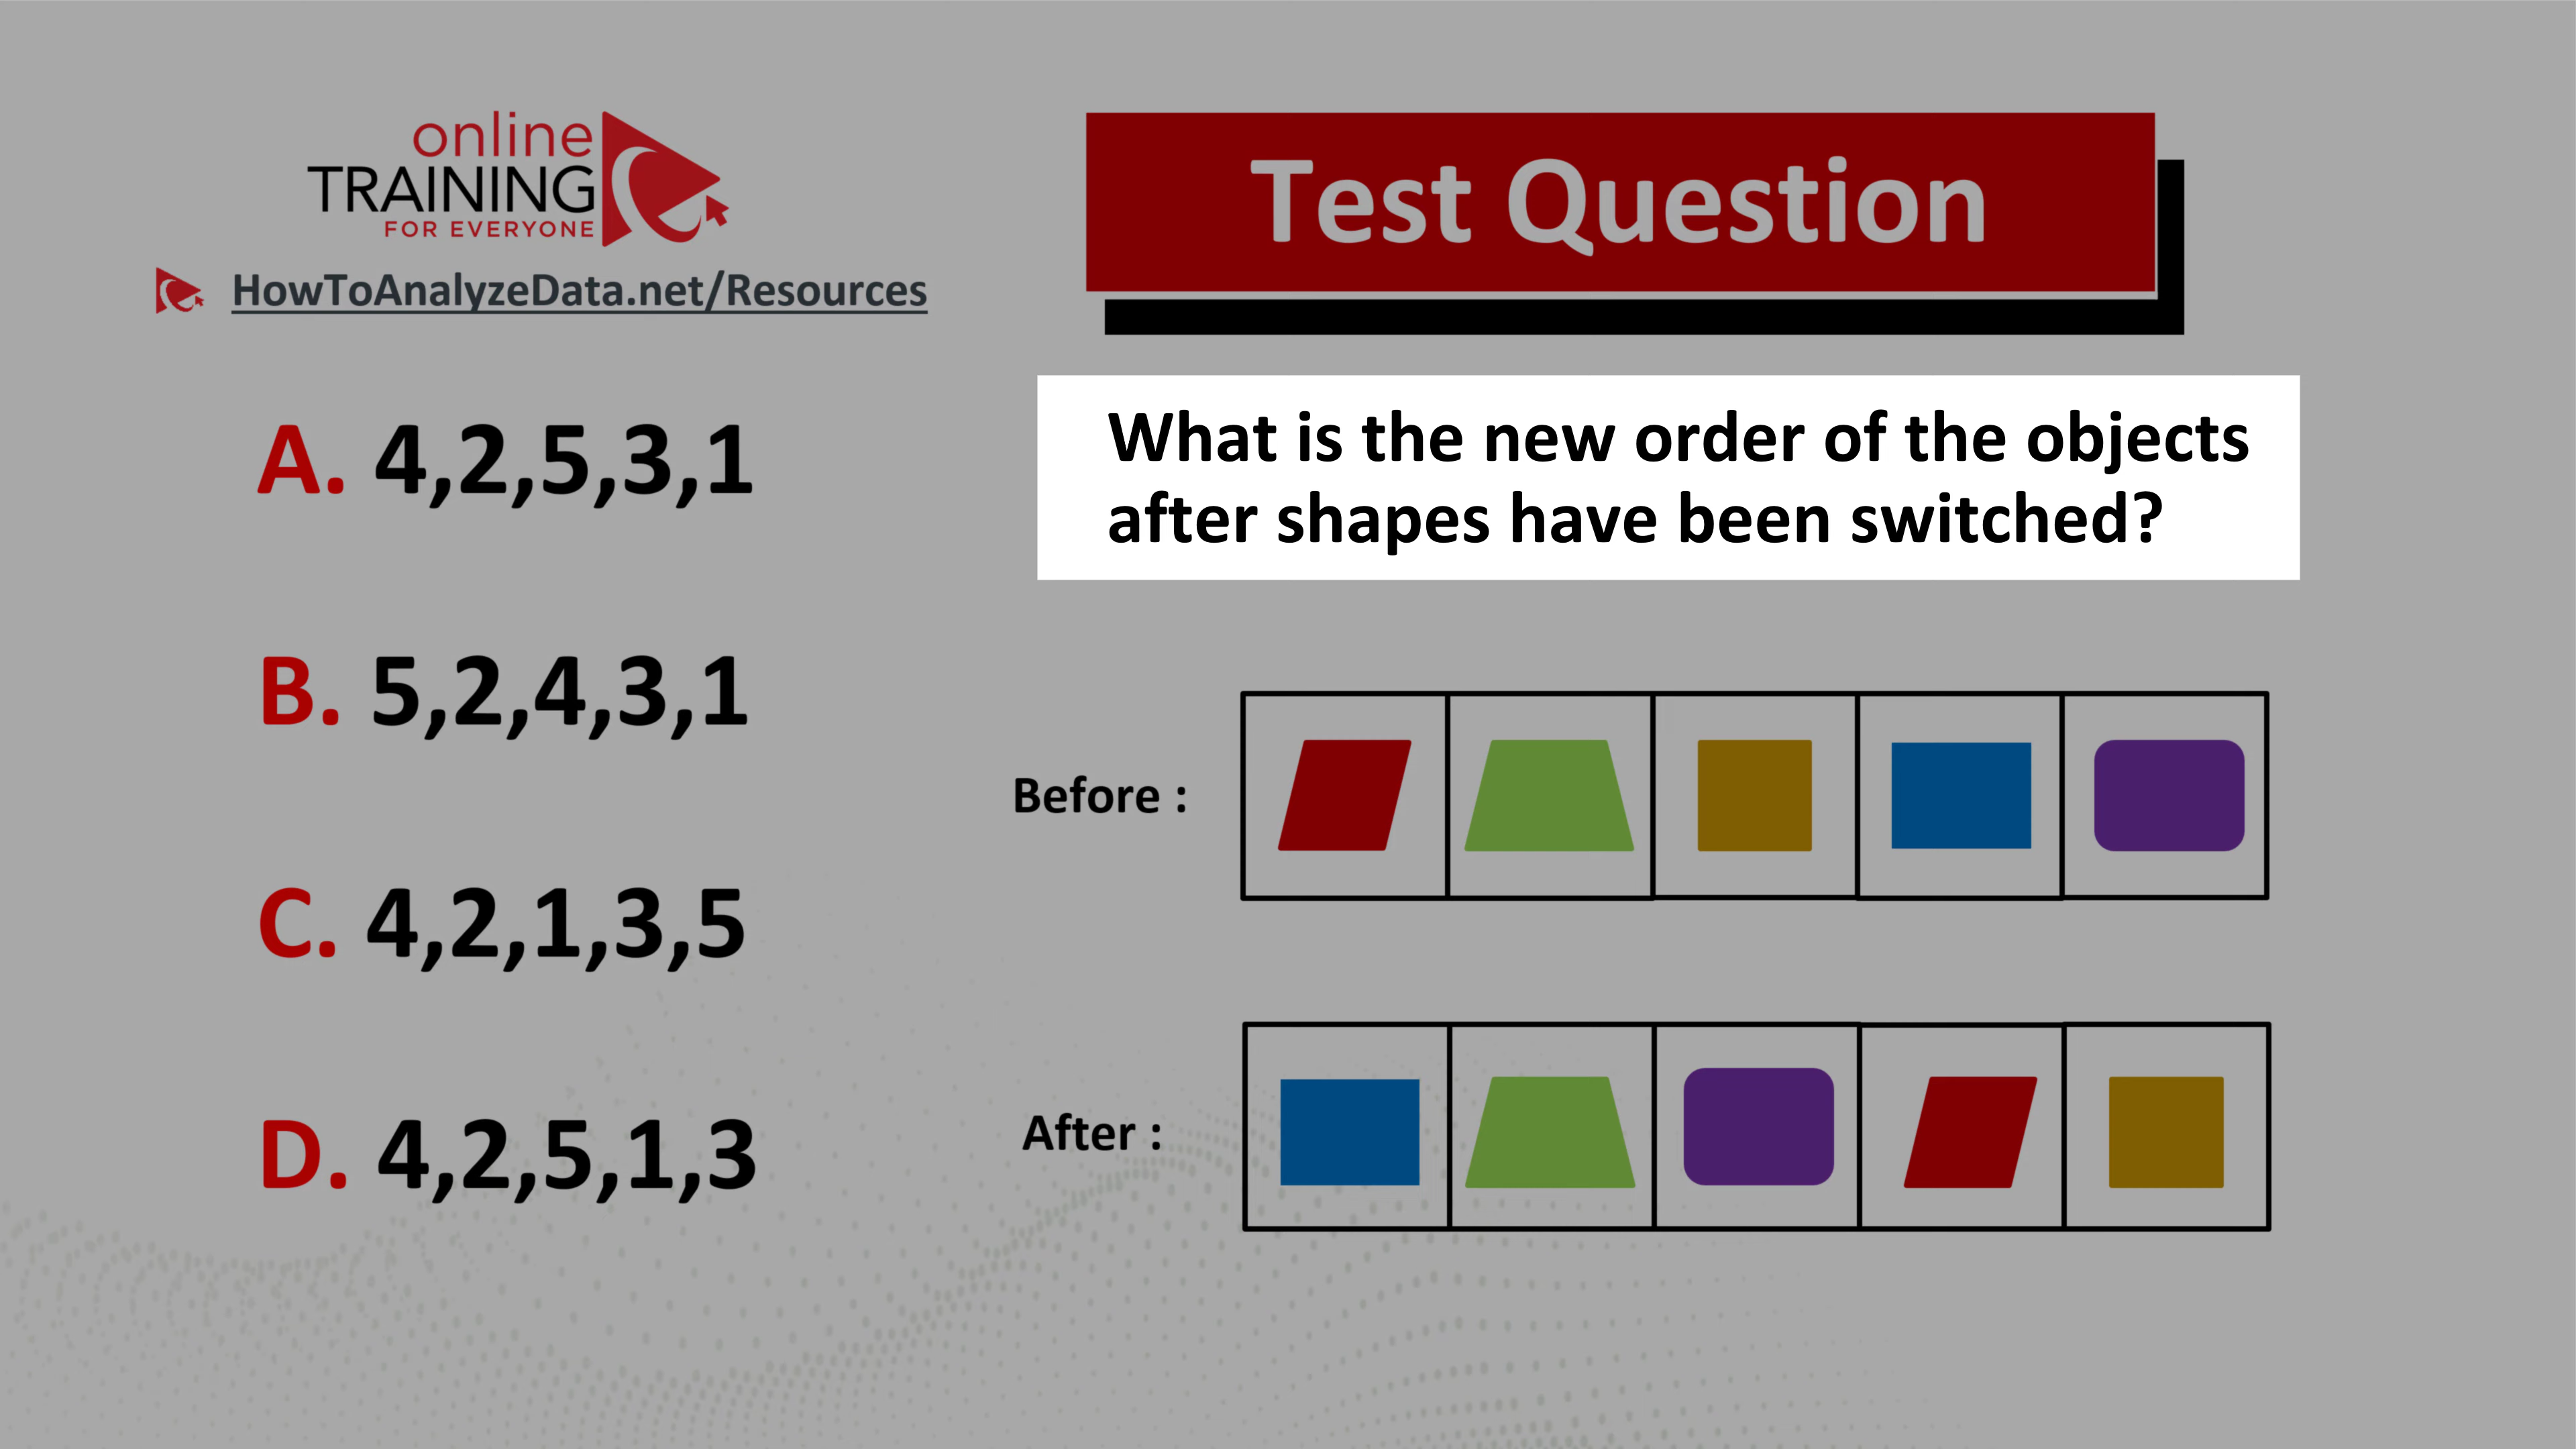 online
TRAINING
FOR EVERYONE
HowToAnalyzeData.net/Resources
Test Question
What is the new order of the objects
after shapes have been switched?
A. 4,2,5,3,1
B. 5,2,4,3,1
C. 4,2,1,3,5
D. 4,2,5,1,3
Before :
After :